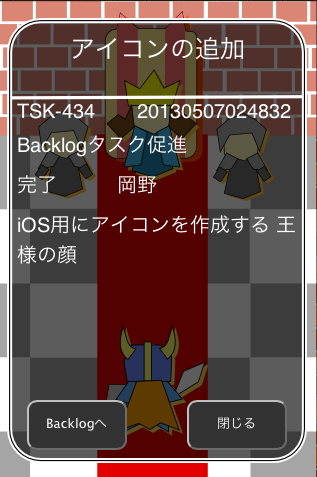 アイコンの追加
TSK-434 20130507024832
Backlogタスク促進
完了 岡野
iOS用にアイコンを作成する 王
様の顔
Backlogへ 閉じる